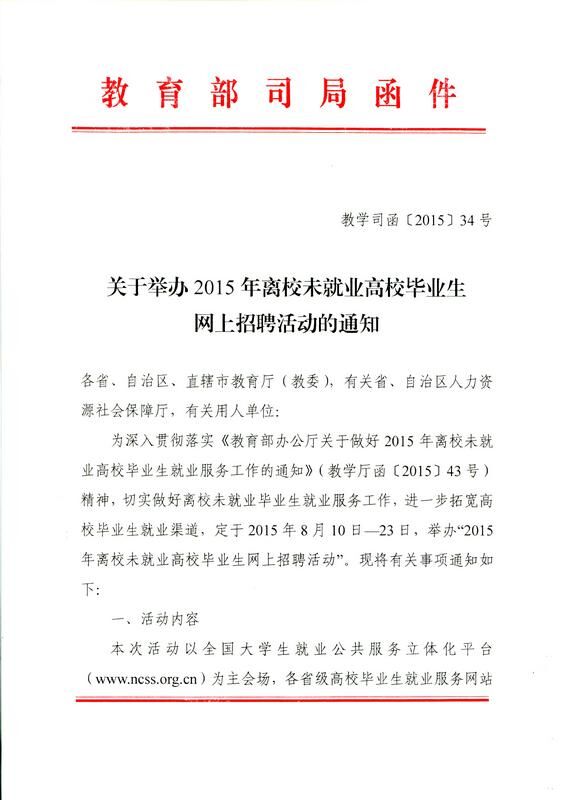 教育部司局函件
教学司函〔2015〕34号
关于举办 2015 年离校未就业高校毕业生
网上招聘活动的通知
各省、自治区、直辖市教育厅（教委），有关省、自治区人力资
源社会保障厅，有关用人单位：
为深入贯彻落实《教育部办公厅关于做好 2015 年离校未就
业高校毕业生就业服务工作的通知》（教学厅函〔2015〕43 号）
精神，切实做好离校未就业毕业生就业服务工作，进一步拓宽高
校毕业生就业渠道，定于 2015 年 8 月 10 日—23 日，举办“2015
年离校未就业高校毕业生网上招聘活动”。现将有关事项通知如
下：
一、活动内容
本次活动以全国大学生就业公共服务立体化平台
（www.ncss.org.cn）为主会场，各省级高校毕业生就业服务网站